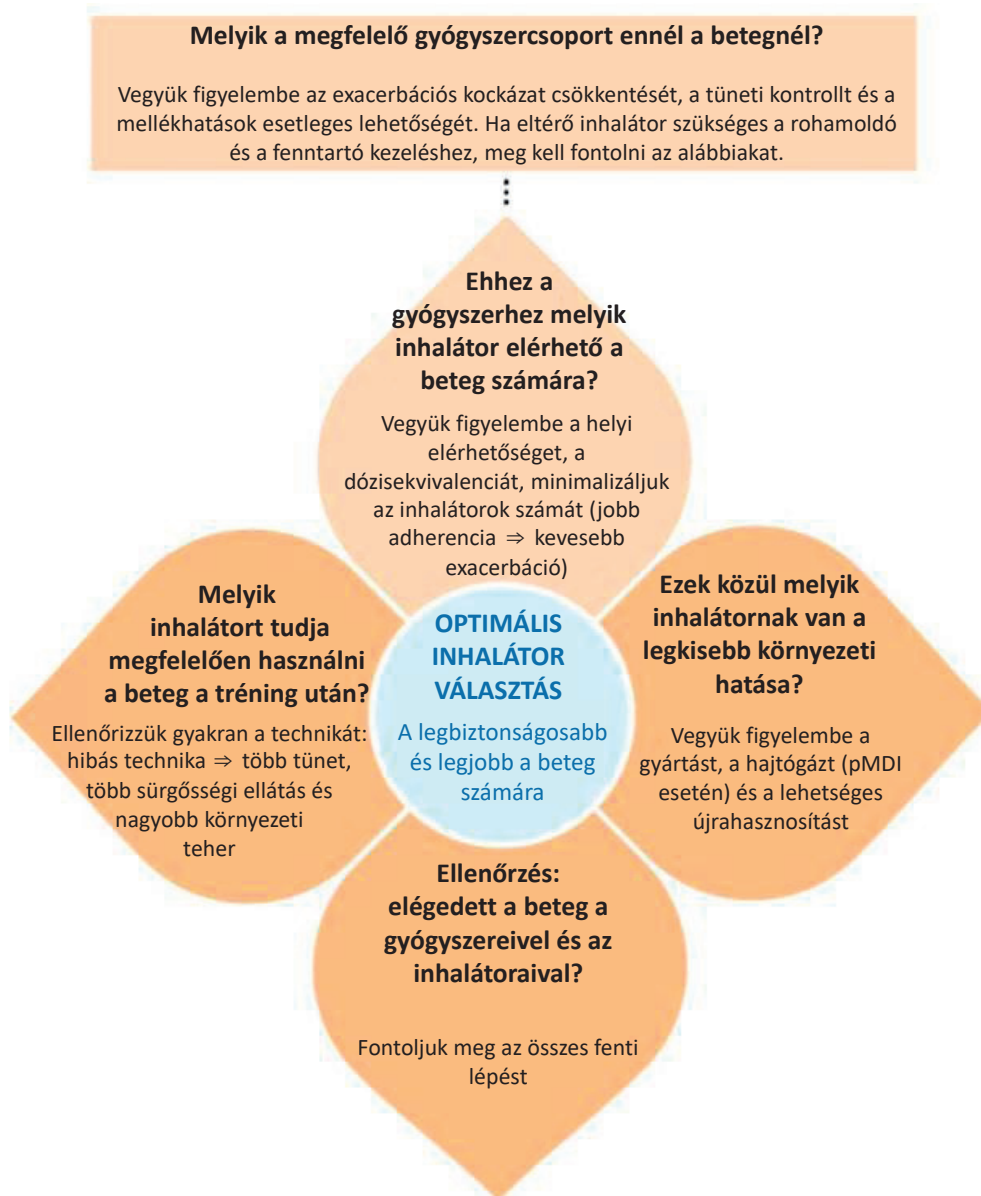 Melyik a megfelelő gyógyszercsoport ennél a betegnél?
Vegyük figyelembe az exacerbációs kockázat csökkentését, a tüneti kontrollt és a
mellékhatások esetleges lehetőségét. Ha eltérő inhalátor szükséges a rohamoldó
és a fenntartó kezeléshez, meg kell fontolni az alábbiakat.
Ehhez a
gyógyszerhez melyik
inhalátor elérhető a
beteg számára?
Vegyük figyelembe a helyi
elérhetőséget, a
dózisekvivalenciát, minimalizáljuk
az inhalátorok számát (jobb
adherencia ⇒ kevesebb
exacerbáció)
Melyik
inhalátort tudja
megfelelően használni
a beteg a tréning után?
Ellenőrizzük gyakran a technikát:
hibás technika ⇒ több tünet,
több sürgősségi ellátás és
nagyobb környezeti
teher
OPTIMÁLIS
INHALÁTOR
VÁLASZTÁS
A legbiztonságosabb
és legjobb a beteg
számára
Ezek közül melyik
inhalátornak van a
legkisebb környezeti
hatása?
Vegyük figyelembe a
gyártást, a hajtógázt (pMDI
esetén) és a lehetséges
újrahasznosítást
Ellenőrzés:
elégedett a beteg a
gyógyszereivel és az
inhalátoraival?
Fontoljuk meg az összes fenti
lépést